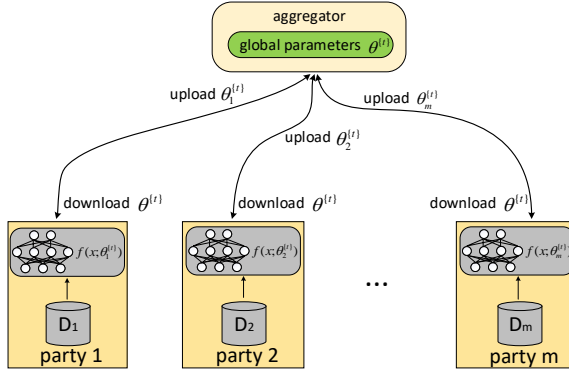 aggregator
global parameters θ^{t}
upload θ_1^{t}
upload θ_2^{t}
upload θ_m^{t}
download θ^{t}
download θ^{t}
download θ^{t}
f(x;θ_1^{t})
f(x;θ_2^{t})
f(x;θ_m^{t})
...
D1
D2
Dm
party 1
party 2
party m